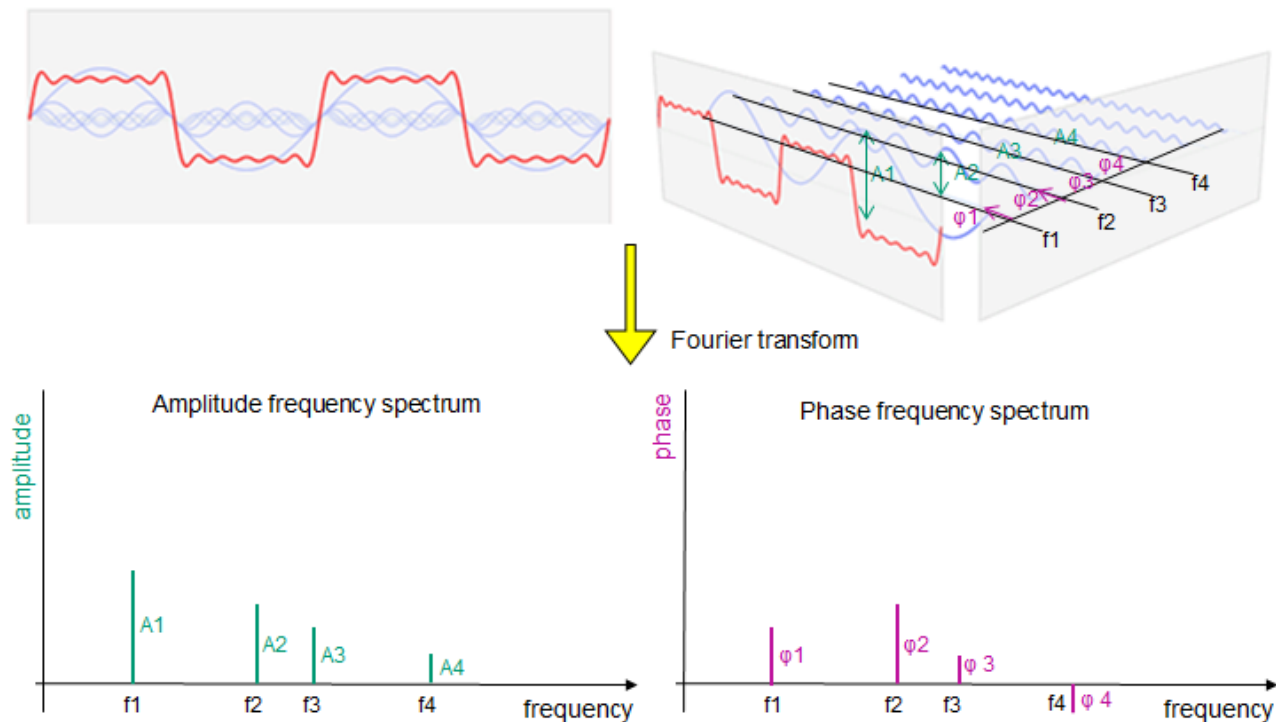 A1
A2
A3
A4
φ1
φ2
φ3
φ4
f1
f2
f3
f4
Fourier transform
Amplitude frequency spectrum
amplitude
A1
A2
A3
A4
f1
f2
f3
f4
frequency
Phase frequency spectrum
phase
φ1
φ2
φ 3
φ 4
f1
f2
f3
f4
frequency